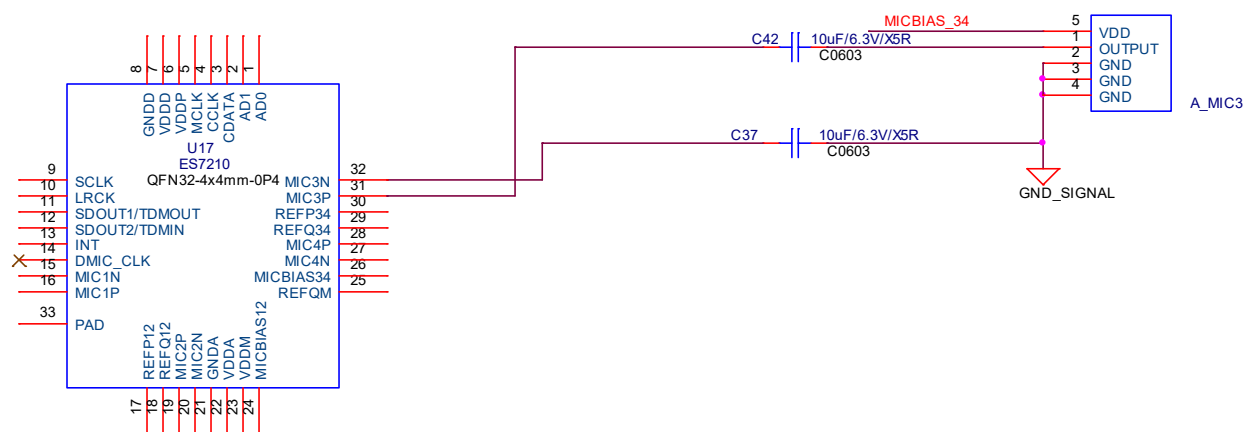 MICBIAS_34
C42
10uF/6.3V/X5R
C0603
5
1
2
3
4
VDD
OUTPUT
GND
GND
GND
A_MIC3
C37
10uF/6.3V/X5R
C0603
GND_SIGNAL
8
7
6
5
4
3
2
1
GNDD
VDDD
VDDP
MCLK
CCLK
CDATA
AD1
AD0
U17
ES7210
QFN32-4x4mm-0P4
9 SCLK
10 LRCK
11 SDOUT1/TDMOUT
12 SDOUT2/TDMIN
13 INT
14 DMIC_CLK
15 MIC1N
16 MIC1P
33 PAD
MIC3N 32
MIC3P 31
REFP34 30
REFQ34 29
MIC4P 28
MIC4N 27
MICBIAS34 26
REFQM 25
REFP12
REFQ12
MIC2P
MIC2N
GNDA
VDDA
VDDM
MICBIAS12
17
18
19
20
21
22
23
24